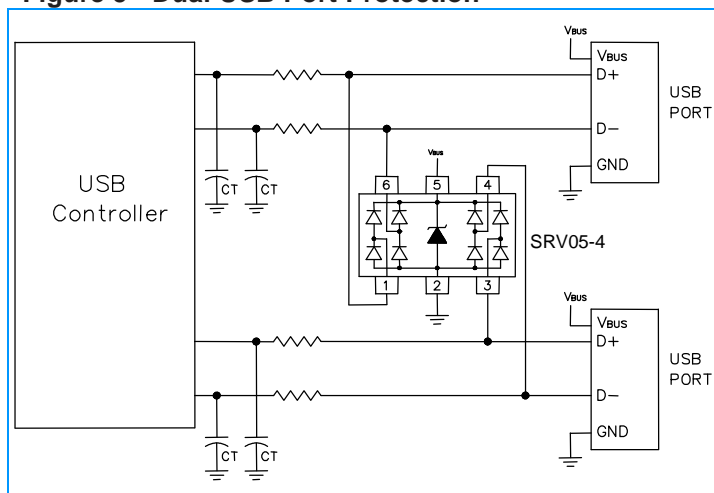 Figure 3 - Dual USB Port Protection
VBUS
VBUS
D+
D-
GND
USB
PORT
USB
Controller
CT
CT
VBUS
6
5
4
1
2
3
SRV05-4
VBUS
VBUS
D+
D-
GND
USB
PORT
CT
CT